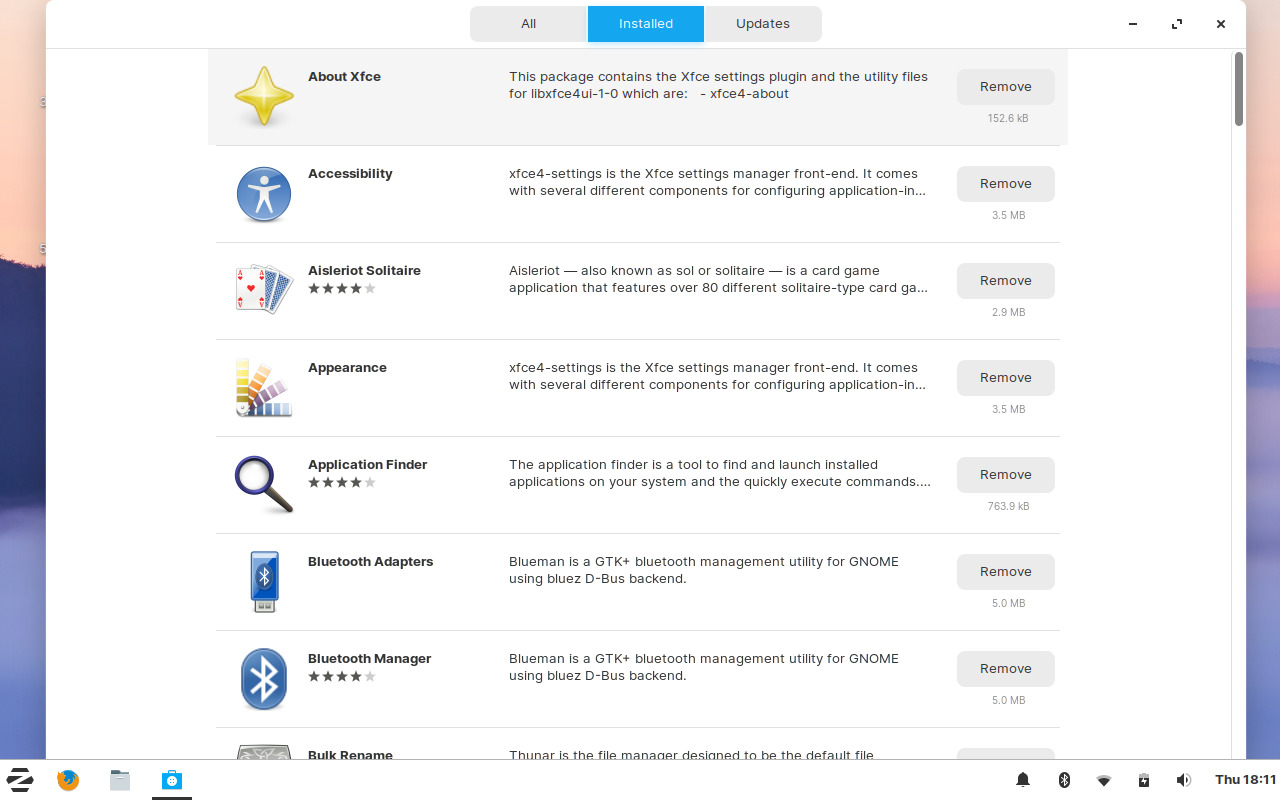 All Installed Updates
About Xfce
This package contains the Xfce settings plugin and the utility files
for libxfce4ui-1-0 which are: - xfce4-about
Remove
152.6 kB
Accessibility
xfce4-settings is the Xfce settings manager front-end. It comes
with several different components for configuring application-in...
Remove
3.5 MB
Aisleriot Solitaire
Aisleriot — also known as sol or solitaire — is a card game
application that features over 80 different solitaire-type card ga...
Remove
2.9 MB
Appearance
xfce4-settings is the Xfce settings manager front-end. It comes
with several different components for configuring application-in...
Remove
3.5 MB
Application Finder
The application finder is a tool to find and launch installed
applications on your system and the quickly execute commands....
Remove
763.9 kB
Bluetooth Adapters
Blueman is a GTK+ bluetooth management utility for GNOME
using bluez D-Bus backend.
Remove
5.0 MB
Bluetooth Manager
Blueman is a GTK+ bluetooth management utility for GNOME
using bluez D-Bus backend.
Remove
5.0 MB
Bulk Rename
Thunar is the file manager designed to be the default file
Thu 18:11